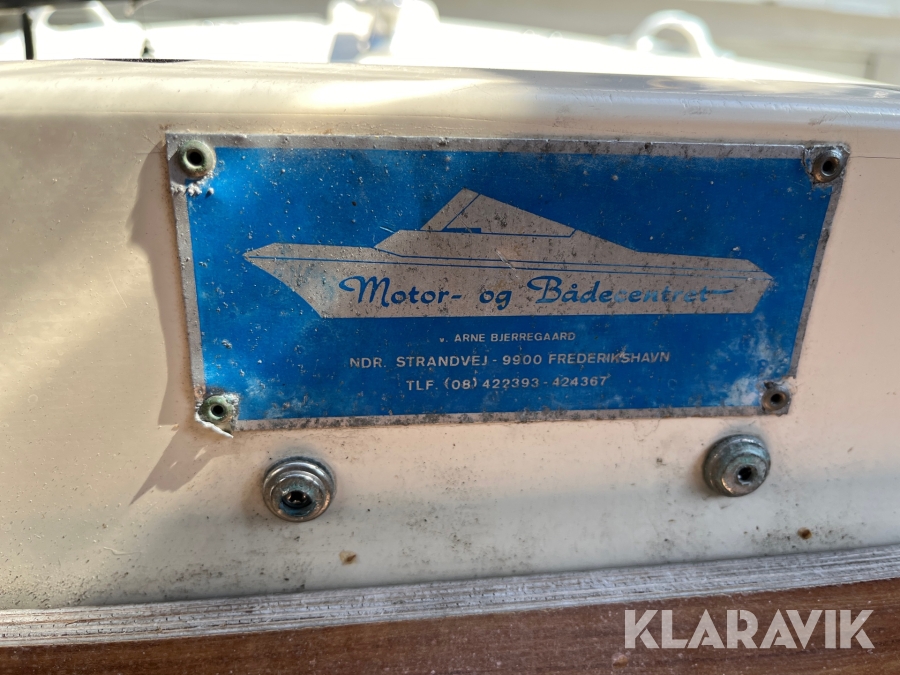 Motor- og Bådecentret
v. ARNE BJERREGAARD
NDR. STRANDVEJ - 9900 FREDERIKSHAVN
TLF. (08) 422393 - 424367
KLARAVIK